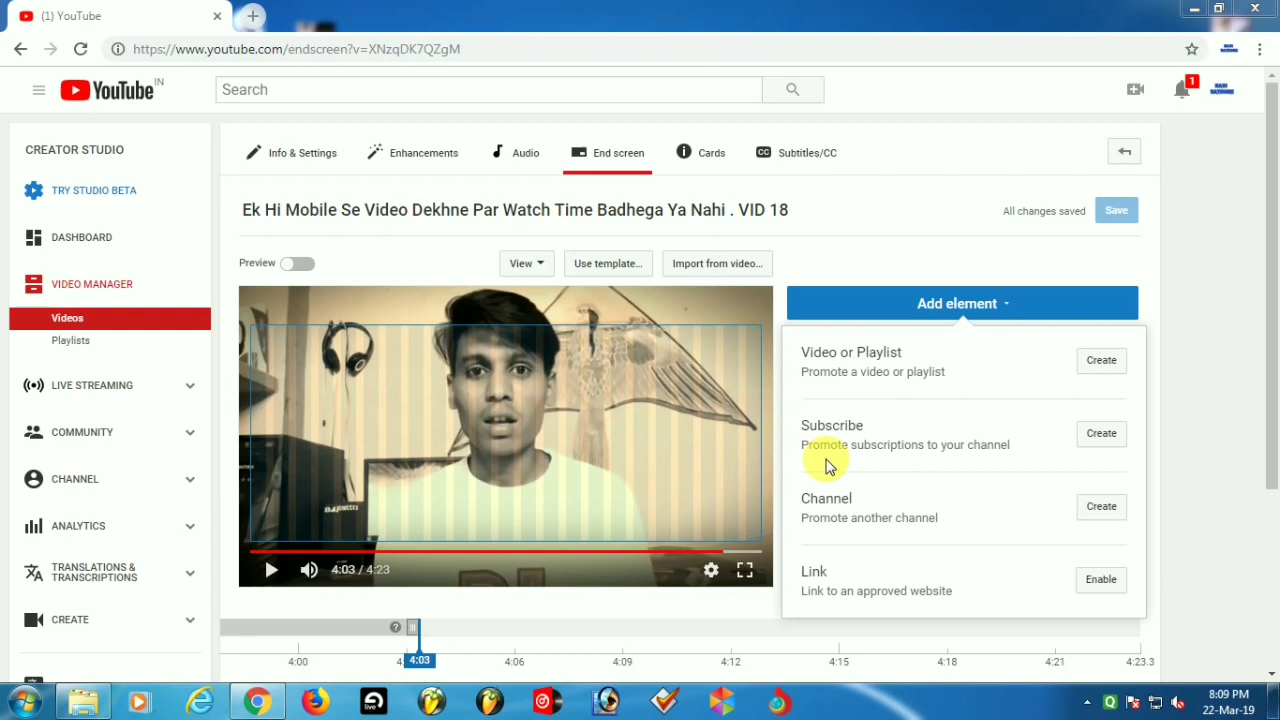 (1) YouTube
https://www.youtube.com/endscreen?v=XNzqDK7QZgM
YouTube IN
Search
1
CREATOR STUDIO
TRY STUDIO BETA
DASHBOARD
VIDEO MANAGER
Videos
Playlists
LIVE STREAMING
COMMUNITY
CHANNEL
ANALYTICS
TRANSLATIONS &
TRANSCRIPTIONS
CREATE
Info & Settings
Enhancements
Audio
End screen
Cards
CC Subtitles/CC
Ek Hi Mobile Se Video Dekhne Par Watch Time Badhega Ya Nahi . VID 18
All changes saved
Save
Preview
View
Use template...
Import from video...
Add element
Video or Playlist
Promote a video or playlist
Create
Subscribe
Promote subscriptions to your channel
Create
Channel
Promote another channel
Create
Link
Link to an approved website
Enable
4:03 / 4:23
?
4:00
4:03
4:06
4:09
4:12
4:15
4:18
4:21
4:23.3
live
8:09 PM
22-Mar-19